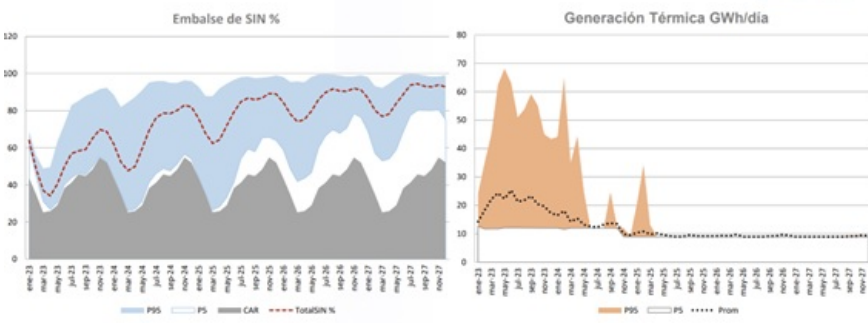 Embalse de SIN %
120
100
80
60
40
20
0
ene-23
mar-23
may-23
jul-23
sep-23
nov-23
ene-24
mar-24
may-24
jul-24
sep-24
nov-24
ene-25
mar-25
may-25
jul-25
sep-25
nov-25
ene-26
mar-26
may-26
jul-26
sep-26
nov-26
ene-27
mar-27
may-27
jul-27
sep-27
nov-27
P95 P5 CAR TotalSIN %
Generación Térmica GWh/día
80
70
60
50
40
30
20
10
0
ene-23
mar-23
may-23
jul-23
sep-23
nov-23
ene-24
mar-24
may-24
jul-24
sep-24
nov-24
ene-25
mar-25
may-25
jul-25
sep-25
nov-25
ene-26
mar-26
may-26
jul-26
sep-26
nov-26
ene-27
mar-27
may-27
jul-27
sep-27
nov-27
P95 P5 Prom